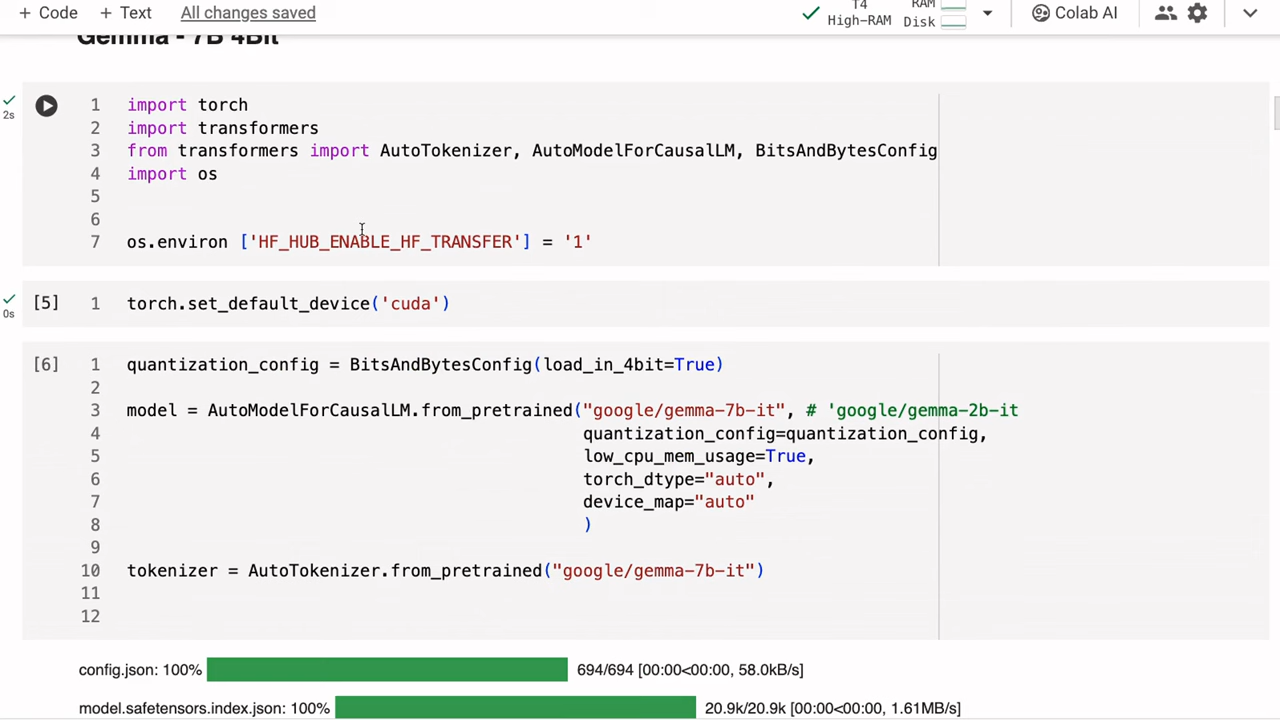 + Code + Text All changes saved
T4
High-RAM
RAM
Disk
Colab AI
Gemma - 7B 4Bit
2s
1 import torch
2 import transformers
3 from transformers import AutoTokenizer, AutoModelForCausalLM, BitsAndBytesConfig
4 import os
5
6
7 os.environ ['HF_HUB_ENABLE_HF_TRANSFER'] = '1'
0s
[5] 1 torch.set_default_device('cuda')
[6] 1 quantization_config = BitsAndBytesConfig(load_in_4bit=True)
2
3 model = AutoModelForCausalLM.from_pretrained("google/gemma-7b-it", # 'google/gemma-2b-it
4 quantization_config=quantization_config,
5 low_cpu_mem_usage=True,
6 torch_dtype="auto",
7 device_map="auto"
8 )
9
10 tokenizer = AutoTokenizer.from_pretrained("google/gemma-7b-it")
11
12
config.json: 100% 694/694 [00:00<00:00, 58.0kB/s]
model.safetensors.index.json: 100% 20.9k/20.9k [00:00<00:00, 1.61MB/s]